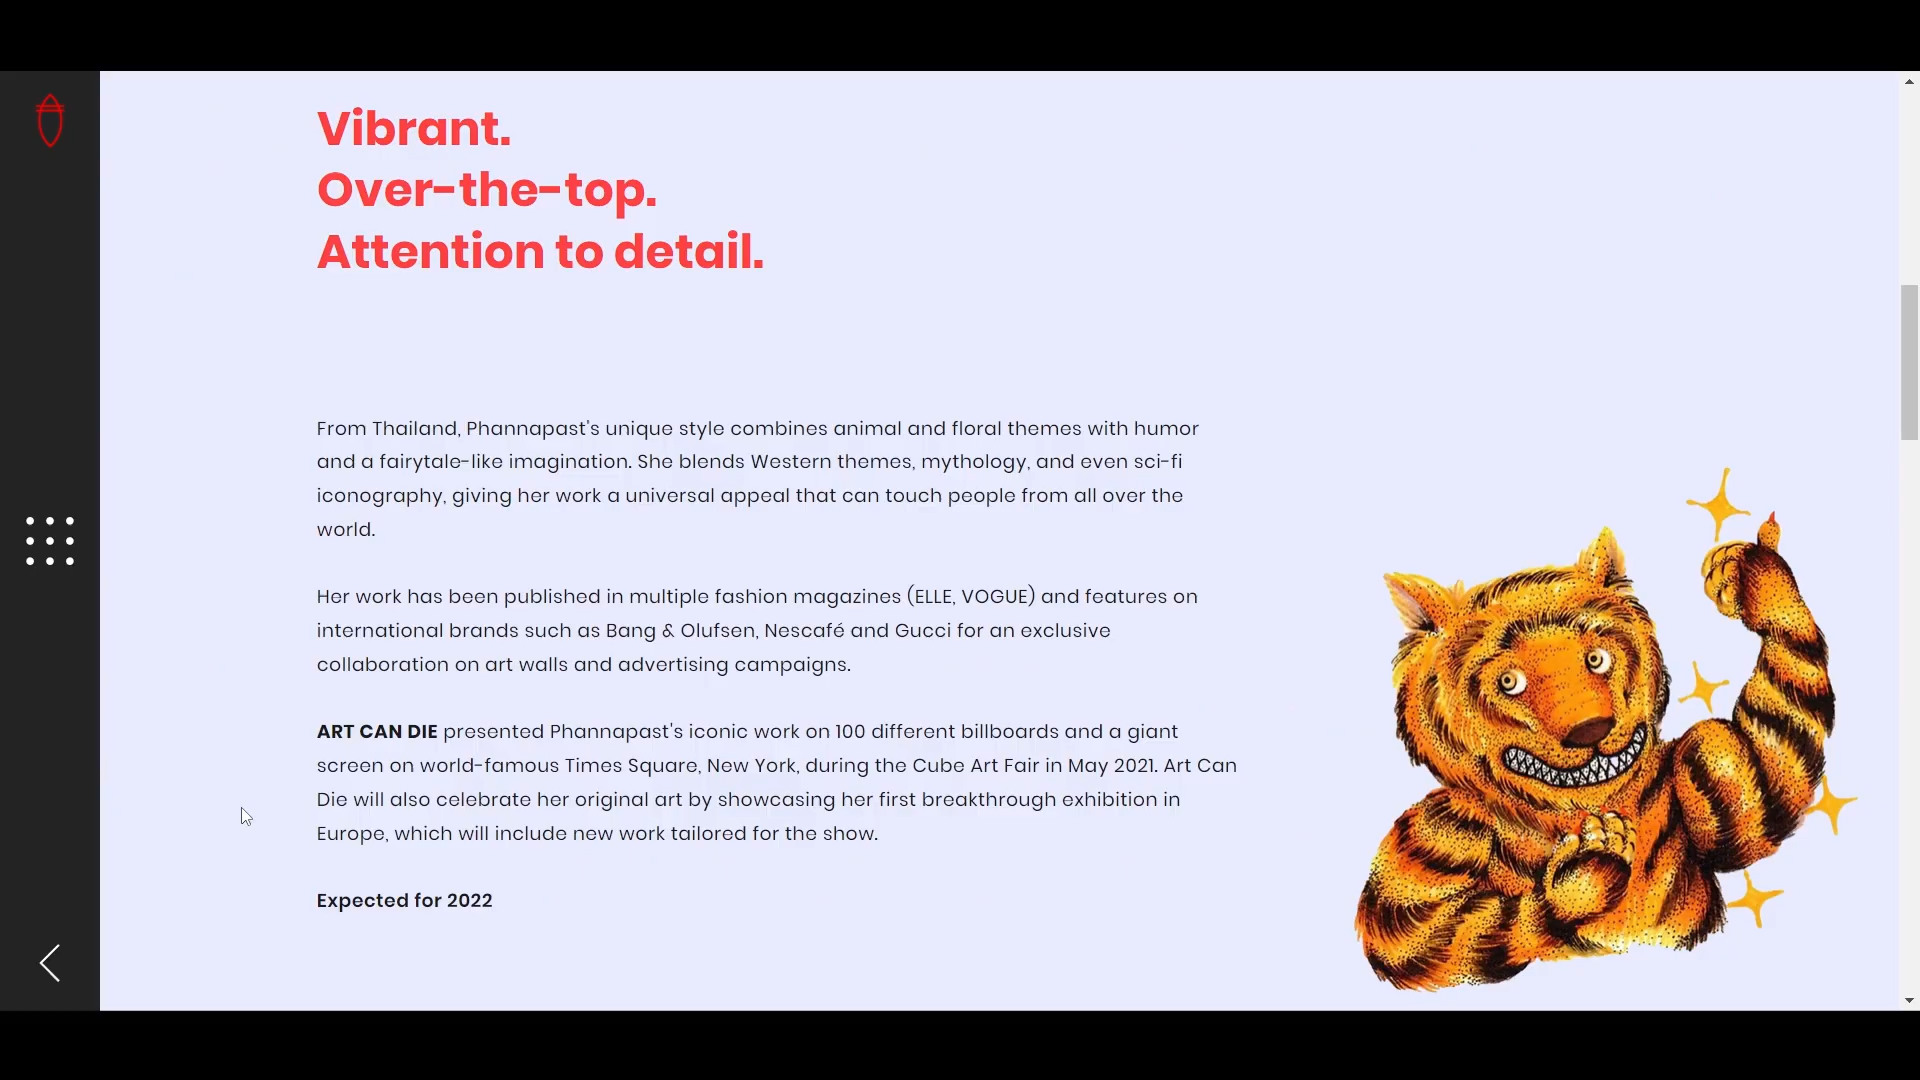 Vibrant.
Over-the-top.
Attention to detail.
From Thailand, Phannapast's unique style combines animal and floral themes with humor
and a fairytale-like imagination. She blends Western themes, mythology, and even sci-fi
iconography, giving her work a universal appeal that can touch people from all over the
world.
Her work has been published in multiple fashion magazines (ELLE, VOGUE) and features on
international brands such as Bang & Olufsen, Nescafé and Gucci for an exclusive
collaboration on art walls and advertising campaigns.
ART CAN DIE presented Phannapast's iconic work on 100 different billboards and a giant
screen on world-famous Times Square, New York, during the Cube Art Fair in May 2021. Art Can
Die will also celebrate her original art by showcasing her first breakthrough exhibition in
Europe, which will include new work tailored for the show.
Expected for 2022